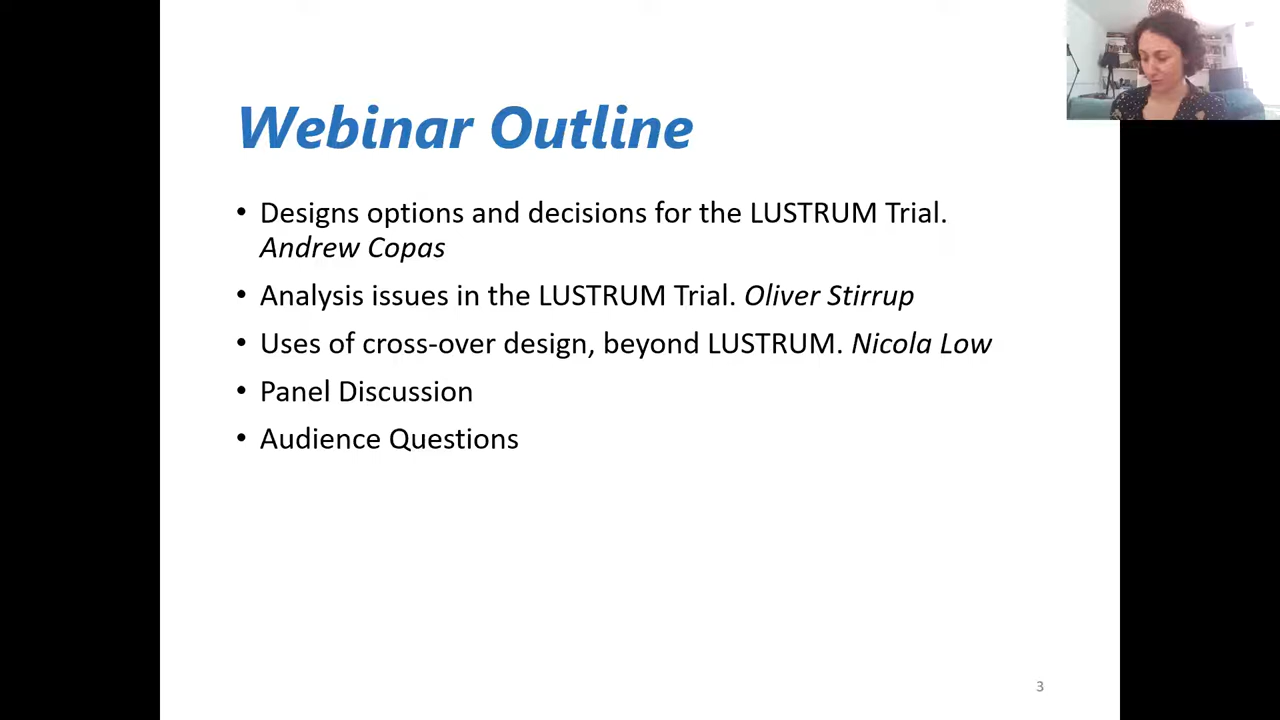 Webinar Outline
• Designs options and decisions for the LUSTRUM Trial.
Andrew Copas
• Analysis issues in the LUSTRUM Trial. Oliver Stirrup
• Uses of cross-over design, beyond LUSTRUM. Nicola Low
• Panel Discussion
• Audience Questions
3